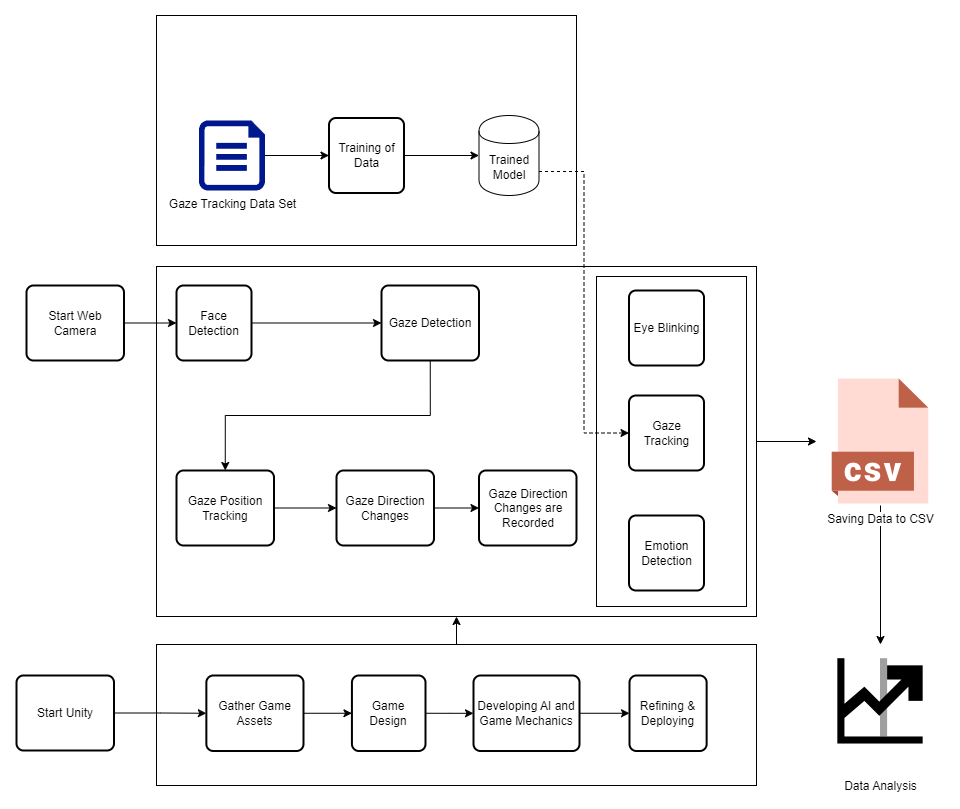 Training of
Data
Trained
Model
Gaze Tracking Data Set
Start Web
Camera
Face
Detection
Gaze Detection
Eye Blinking
Gaze
Tracking
Gaze Position
Tracking
Gaze Direction
Changes
Gaze Direction
Changes are
Recorded
Emotion
Detection
CSV
Saving Data to CSV
Start Unity
Gather Game
Assets
Game
Design
Developing AI and
Game Mechanics
Refining &
Deploying
Data Analysis